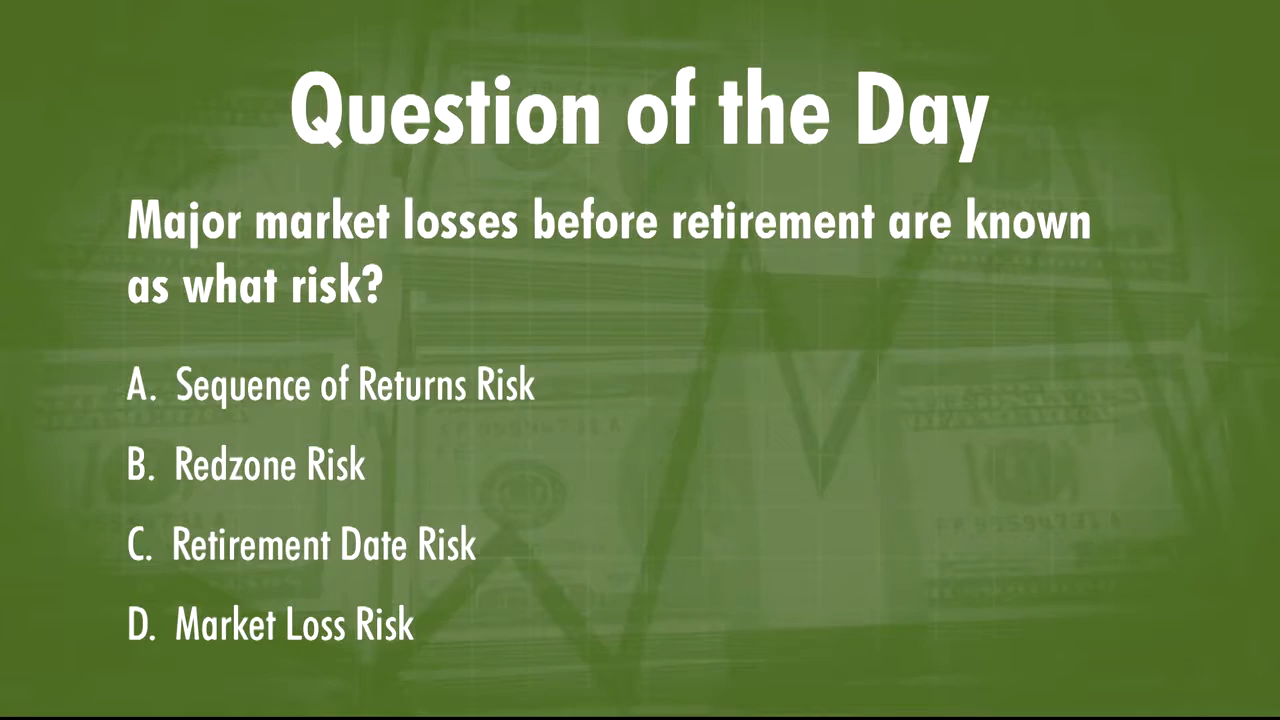 Question of the Day
Major market losses before retirement are known
as what risk?
A. Sequence of Returns Risk
B. Redzone Risk
C. Retirement Date Risk
D. Market Loss Risk